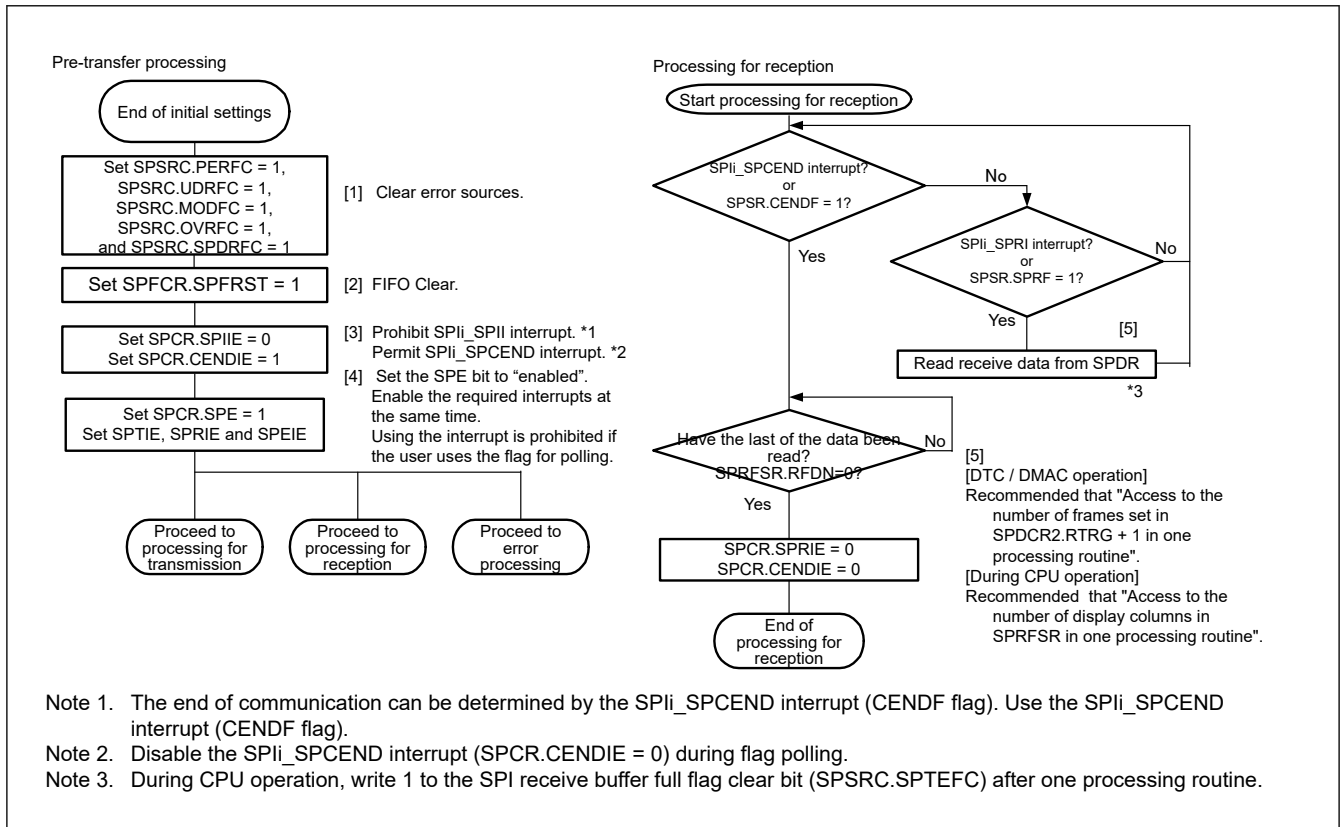 Pre-transfer processing
End of initial settings
Set SPSRC.PERFC = 1,
SPSRC.UDRFC = 1,
SPSRC.MODFC = 1,
SPSRC.OVRFC = 1,
and SPSRC.SPDRFC = 1
[1] Clear error sources.
Set SPFCR.SPFRST = 1
[2] FIFO Clear.
Set SPCR.SPIIE = 0
Set SPCR.CENDIE = 1
[3] Prohibit SPIi_SPII interrupt. *1
Permit SPIi_SPCEND interrupt. *2
[4] Set the SPE bit to “enabled”.
Enable the required interrupts at
the same time.
Using the interrupt is prohibited if
the user uses the flag for polling.
Set SPCR.SPE = 1
Set SPTIE, SPRIE and SPEIE
Proceed to
processing for
transmission
Proceed to
processing for
reception
Proceed to
error
processing
Processing for reception
Start processing for reception
SPIi_SPCEND interrupt?
or
SPSR.CENDF = 1?
No
Yes
SPIi_SPRI interrupt?
or
SPSR.SPRF = 1?
No
Yes
[5]
Read receive data from SPDR
*3
Have the last of the data been
read?
SPRFSR.RFDN=0?
No
Yes
SPCR.SPRIE = 0
SPCR.CENDIE = 0
End of
processing for
reception
[5]
[DTC / DMAC operation]
Recommended that "Access to the
number of frames set in
SPDCR2.RTRG + 1 in one
processing routine".
[During CPU operation]
Recommended that "Access to the
number of display columns in
SPRFSR in one processing routine".
Note 1. The end of communication can be determined by the SPIi_SPCEND interrupt (CENDF flag). Use the SPIi_SPCEND
interrupt (CENDF flag).
Note 2. Disable the SPIi_SPCEND interrupt (SPCR.CENDIE = 0) during flag polling.
Note 3. During CPU operation, write 1 to the SPI receive buffer full flag clear bit (SPSRC.SPTEFC) after one processing routine.